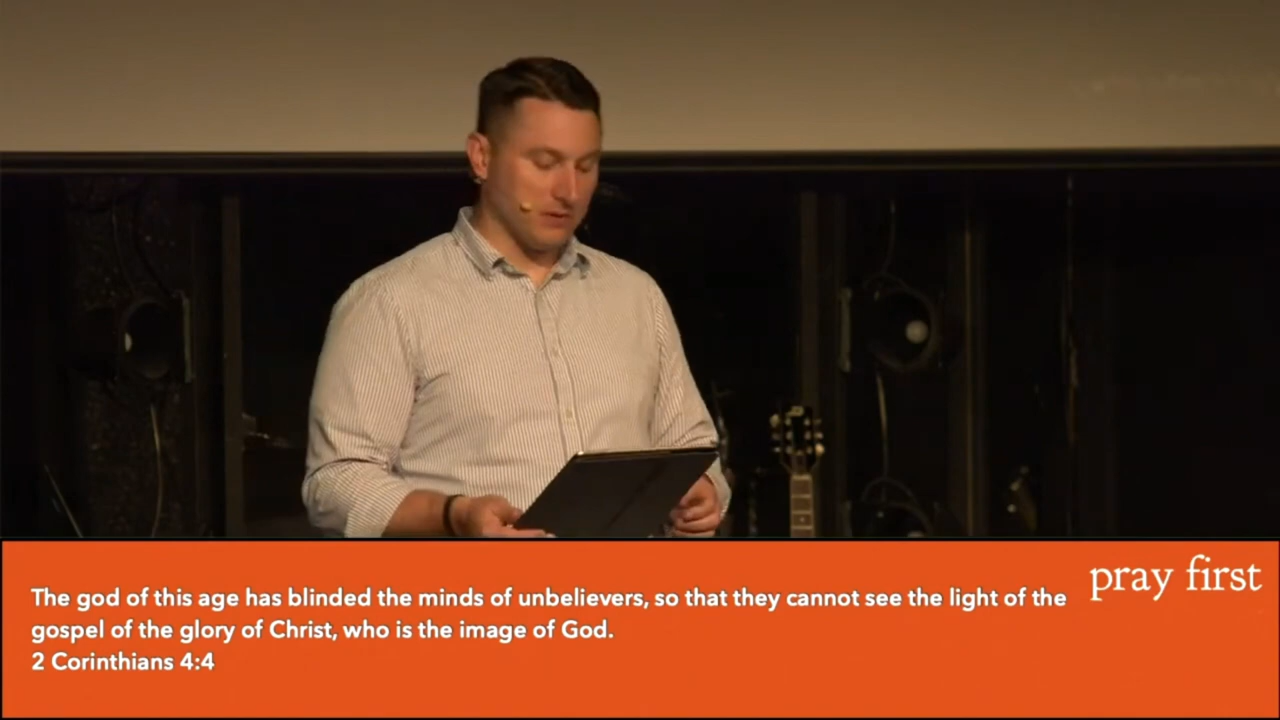 The god of this age has blinded the minds of unbelievers, so that they cannot see the light of the
gospel of the glory of Christ, who is the image of God.
2 Corinthians 4:4
pray first